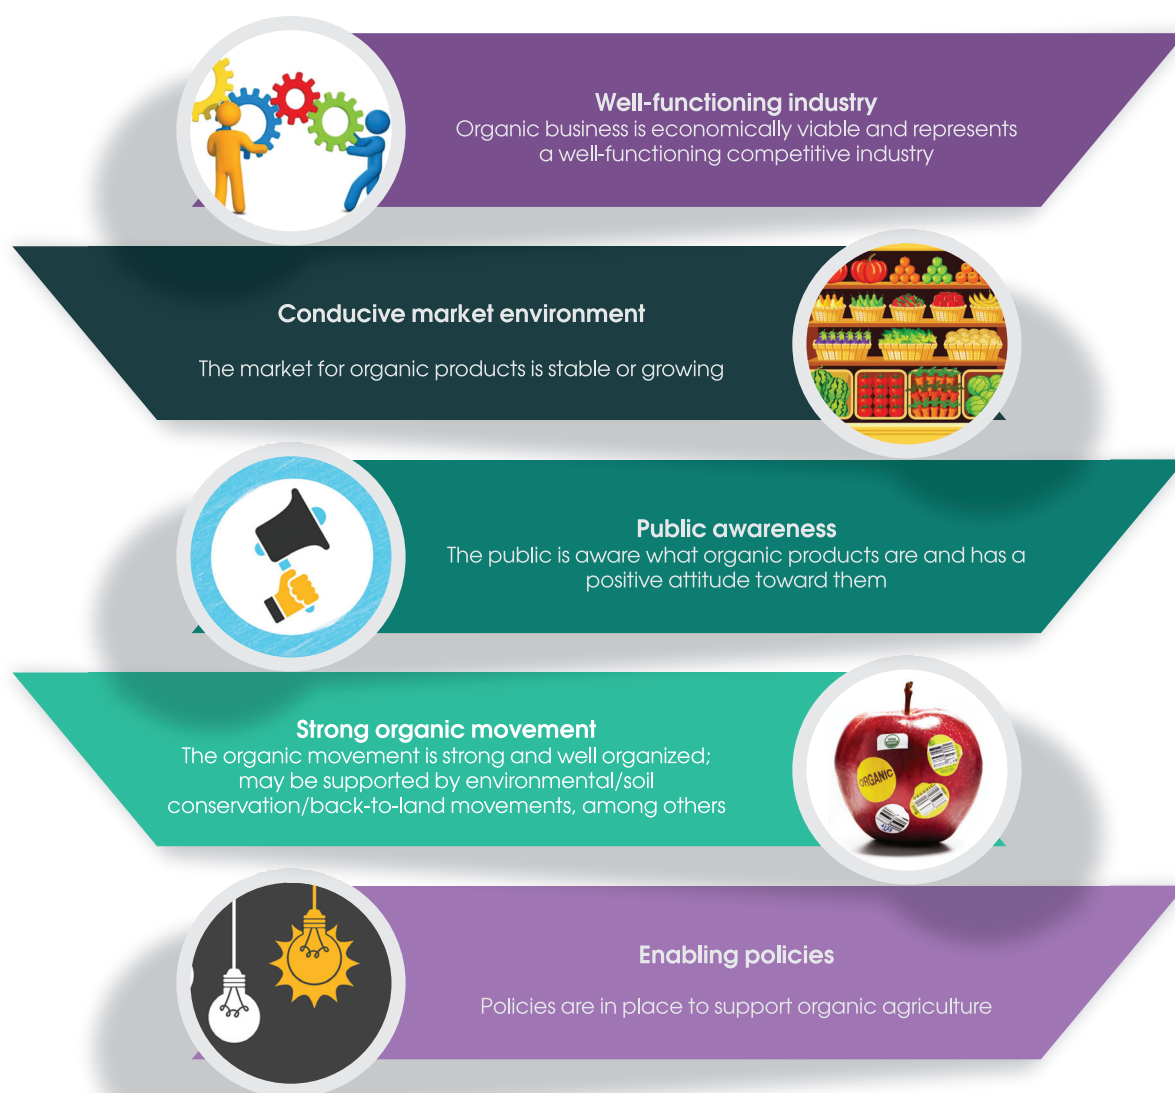 Well-functioning industry
Organic business is economically viable and represents
a well-functioning competitive industry
Conducive market environment
The market for organic products is stable or growing
Public awareness
The public is aware what organic products are and has a
positive attitude toward them
Strong organic movement
The organic movement is strong and well organized;
may be supported by environmental/soil
conservation/back-to-land movements, among others
ORGANIC
Enabling policies
Policies are in place to support organic agriculture